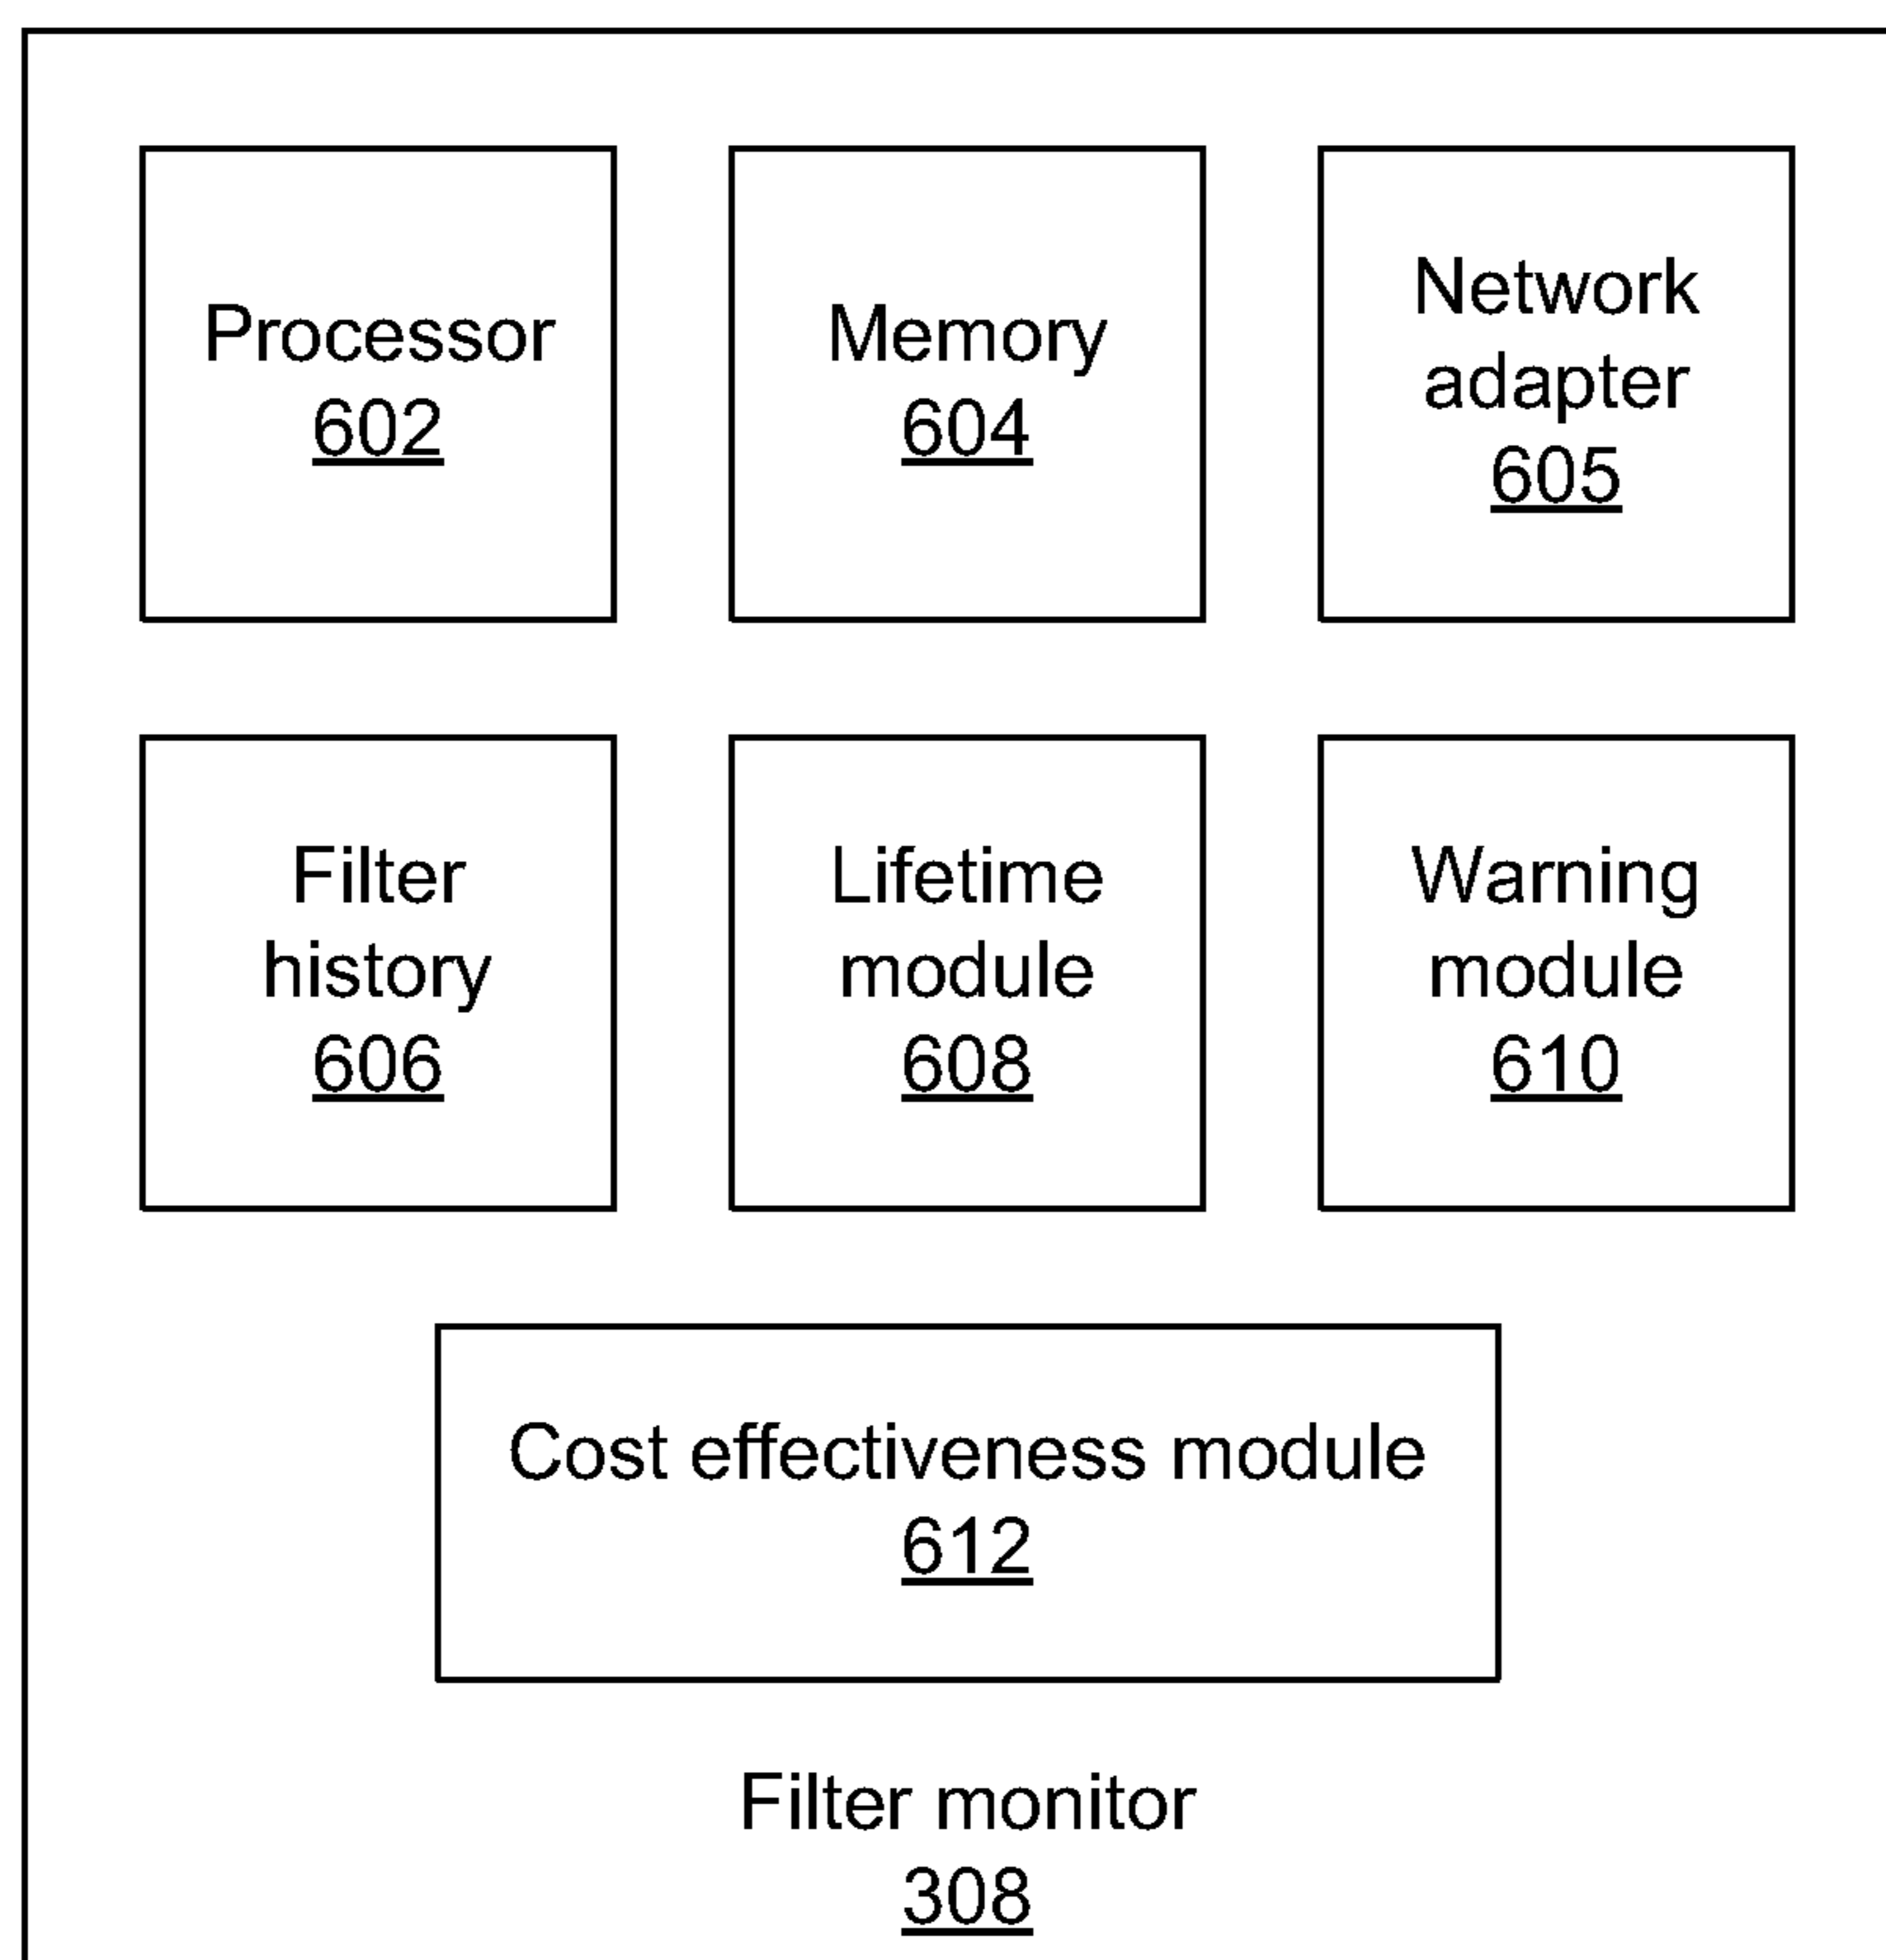 Processor
602
Memory
604
Network
adapter
605
Filter
history
606
Lifetime
module
608
Warning
module
610
Cost effectiveness module
612
Filter monitor
308